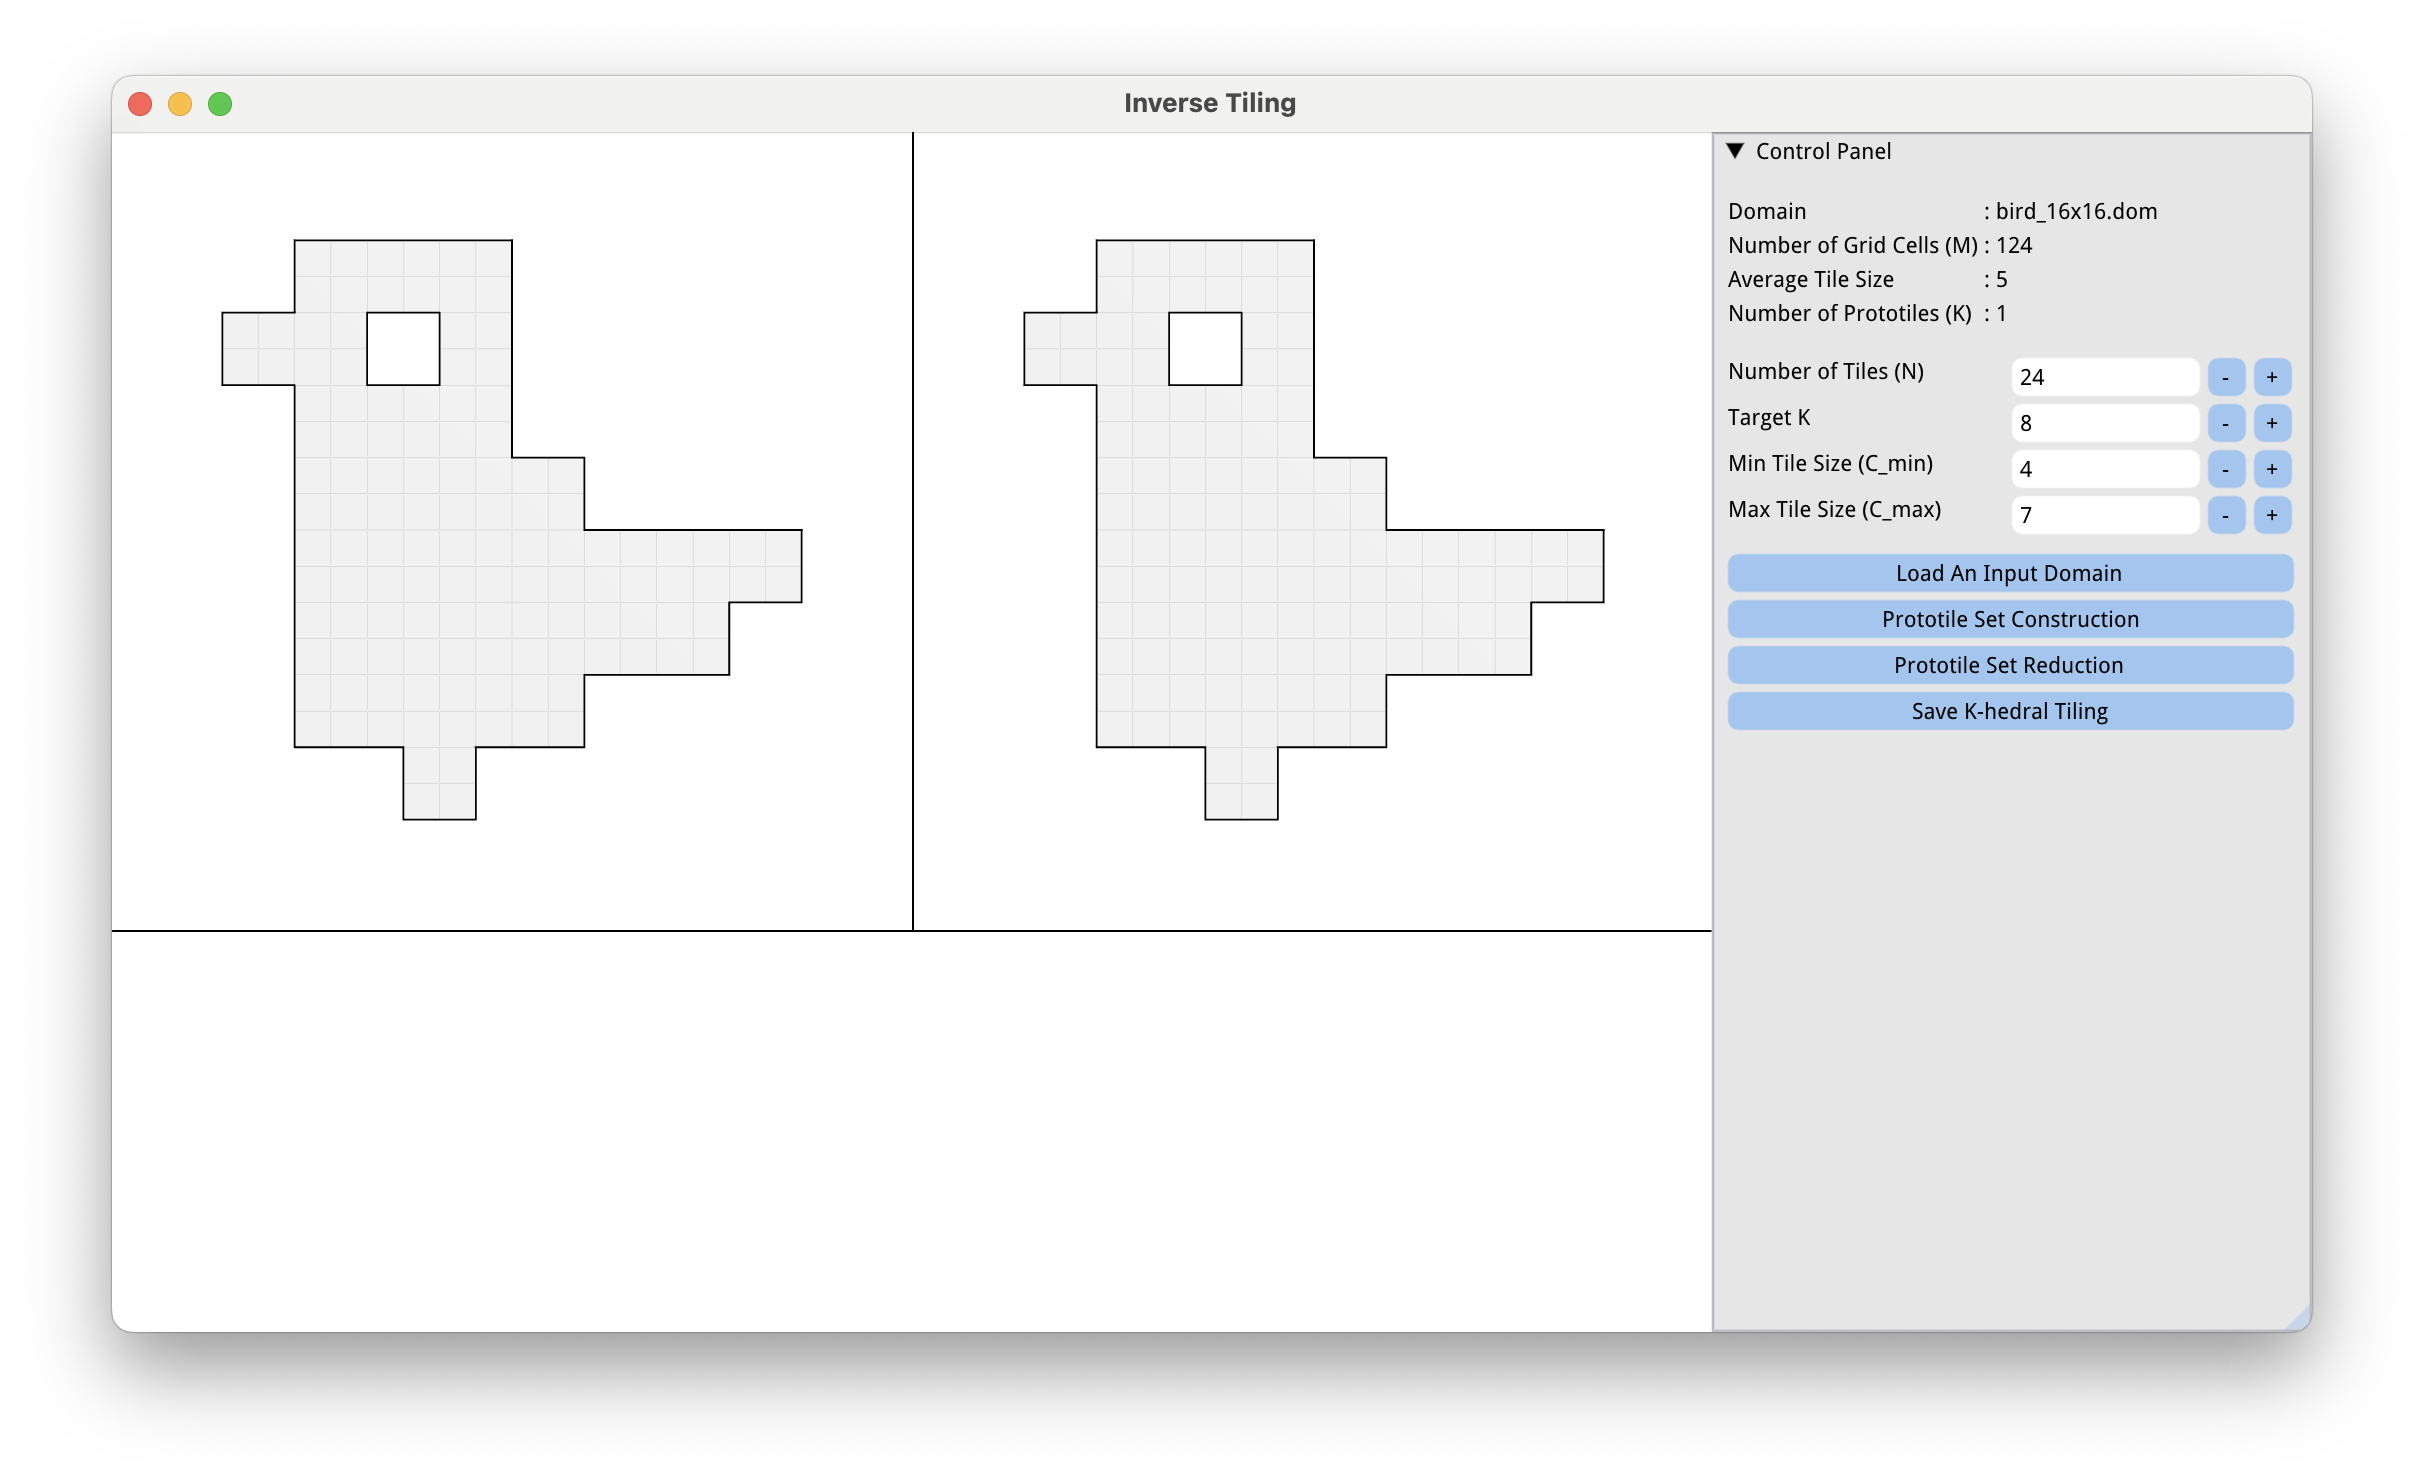 Inverse Tiling
Control Panel
Domain : bird_16x16.dom
Number of Grid Cells (M) : 124
Average Tile Size : 5
Number of Prototiles (K) : 1
Number of Tiles (N) 24 - +
Target K 8 - +
Min Tile Size (C_min) 4 - +
Max Tile Size (C_max) 7 - +
Load An Input Domain
Prototile Set Construction
Prototile Set Reduction
Save K-hedral Tiling